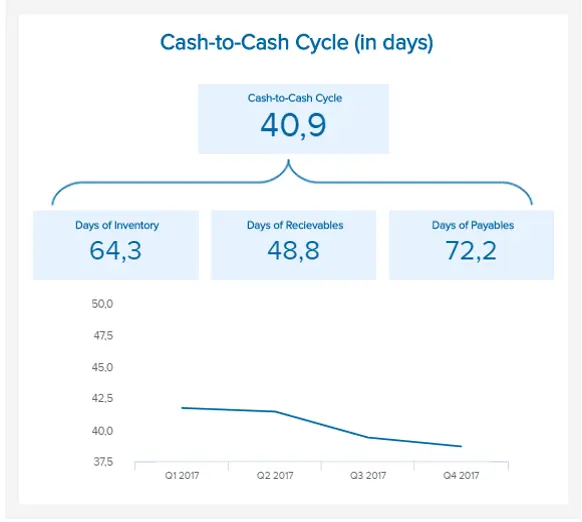 Cash-to-Cash Cycle (in days)
Cash-to-Cash Cycle
40,9
Days of Inventory
64,3
Days of Recievables
48,8
Days of Payables
72,2
50,0
47,5
45,0
42,5
40,0
37,5
Q1 2017
Q2 2017
Q3 2017
Q4 2017